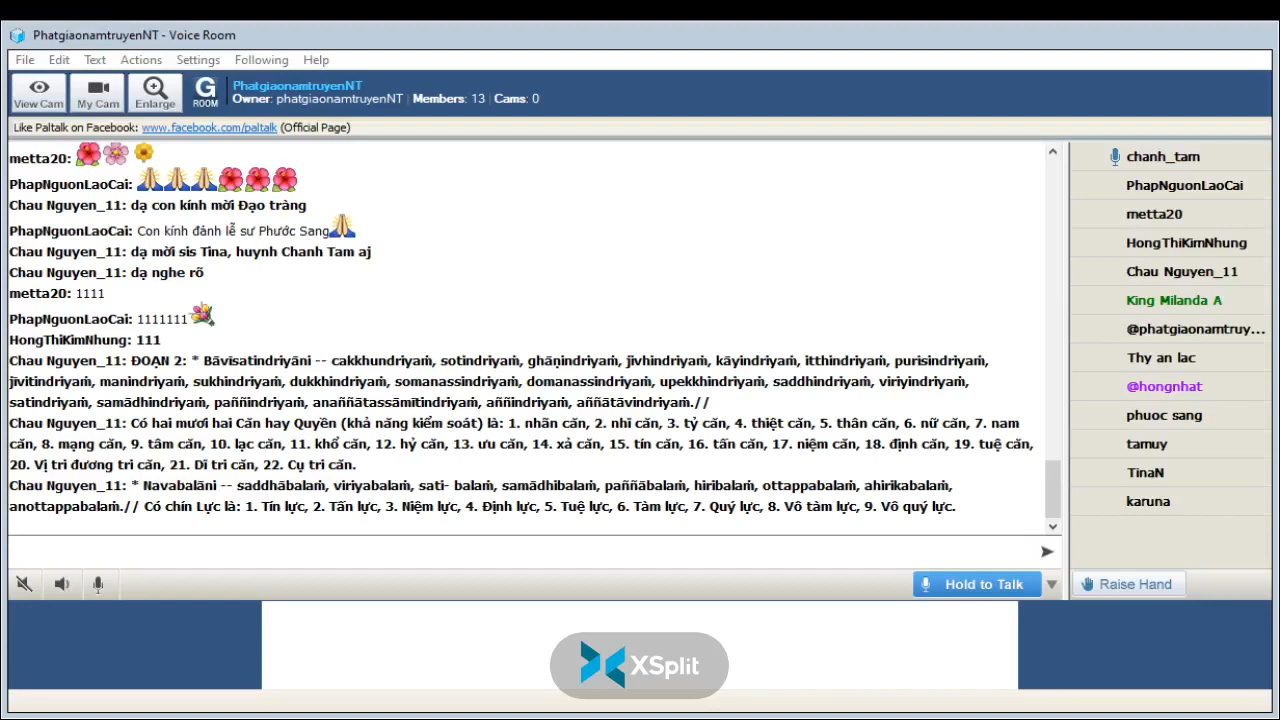 PhatgiaonamtruyenNT - Voice Room
File Edit Text Actions Settings Following Help
View Cam My Cam Enlarge G ROOM
PhatgiaonamtruyenNT
Owner: phatgiaonamtruyenNT | Members: 13 | Cams: 0
Like Paltalk on Facebook: www.facebook.com/paltalk (Official Page)
metta20:
PhapNguonLaoCai:
Chau Nguyen_11: dạ con kính mời Đạo tràng
PhapNguonLaoCai: Con kính đảnh lễ sư Phước Sang
Chau Nguyen_11: dạ mời sis Tina, huynh Chanh Tam aj
Chau Nguyen_11: dạ nghe rõ
metta20: 1111
PhapNguonLaoCai: 1111111
HongThiKimNhung: 111
Chau Nguyen_11: ĐOẠN 2: * Bāvīsatindriyāni -- cakkhundriyaṁ, sotindriyaṁ, ghānindriyaṁ, jivhindriyaṁ, kāyindriyaṁ, itthindriyaṁ, purisindriyaṁ,
jīvitindriyaṁ, manindriyaṁ, sukhindriyaṁ, dukkhindriyaṁ, somanassindriyaṁ, domanassindriyaṁ, upekkhindriyaṁ, saddhindriyaṁ, viriyindriyaṁ,
satindriyaṁ, samādhindriyaṁ, paññindriyaṁ, anaññātassāmītindriyaṁ, aññindriyaṁ, aññātāvindriyaṁ.//
Chau Nguyen_11: Có hai mươi hai Căn hay Quyền (khả năng kiểm soát) là: 1. nhãn căn, 2. nhĩ căn, 3. tỷ căn, 4. thiệt căn, 5. thân căn, 6. nữ căn, 7. nam
căn, 8. mạng căn, 9. tâm căn, 10. lạc căn, 11. khổ căn, 12. hỷ căn, 13. ưu căn, 14. xả căn, 15. tín căn, 16. tấn căn, 17. niệm căn, 18. định căn, 19. tuệ căn,
20. Vị tri đương tri căn, 21. Dĩ tri căn, 22. Cụ tri căn.
Chau Nguyen_11: * Navabalāni -- saddhābalaṁ, viriyabalaṁ, sati- balaṁ, samādhibalaṁ, paññābalaṁ, hiribalaṁ, ottappabalaṁ, ahirikabalaṁ,
anottappabalaṁ.// Có chín Lực là: 1. Tín lực, 2. Tấn lực, 3. Niệm lực, 4. Định lực, 5. Tuệ lực, 6. Tàm lực, 7. Quý lực, 8. Vô tàm lực, 9. Vô quý lực.
Hold to Talk
chanh_tam
PhapNguonLaoCai
metta20
HongThiKimNhung
Chau Nguyen_11
King Milanda A
@phatgiaonamtruy...
Thy an lac
@hongnhat
phuoc sang
tamuy
TinaN
karuna
Raise Hand
XSplit